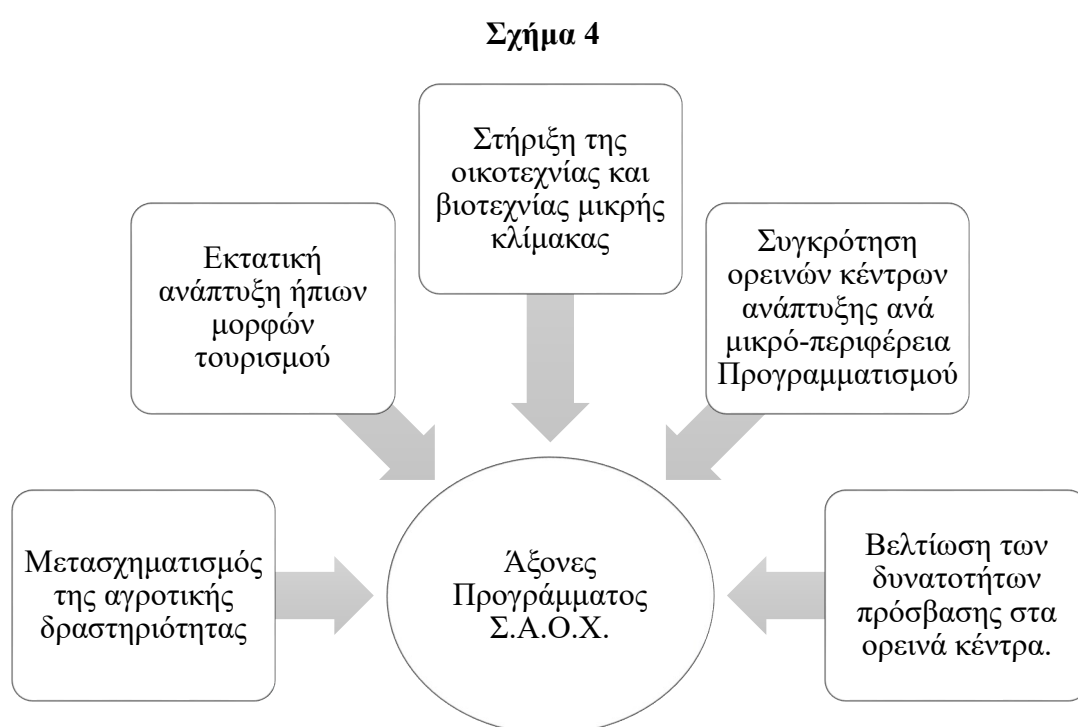 Σχήμα 4
Στήριξη της
οικοτεχνίας και
βιοτεχνίας μικρής
κλίμακας
Εκτατική
ανάπτυξη ήπιων
μορφών
τουρισμού
Συγκρότηση
ορεινών κέντρων
ανάπτυξης ανά
μικρό-περιφέρεια
Προγραμματισμού
Μετασχηματισμός
της αγροτικής
δραστηριότητας
Άξονες
Προγράμματος
Σ.Α.Ο.Χ.
Βελτίωση των
δυνατοτήτων
πρόσβασης στα
ορεινά κέντρα.